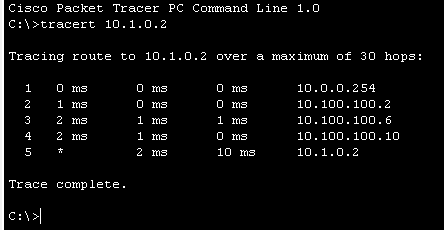 Cisco Packet Tracer PC Command Line 1.0
C:\>tracert 10.1.0.2
Tracing route to 10.1.0.2 over a maximum of 30 hops:
1 0 ms 0 ms 0 ms 10.0.0.254
2 1 ms 0 ms 0 ms 10.100.100.2
3 2 ms 1 ms 1 ms 10.100.100.6
4 2 ms 1 ms 0 ms 10.100.100.10
5 * 2 ms 10 ms 10.1.0.2
Trace complete.
C:\>